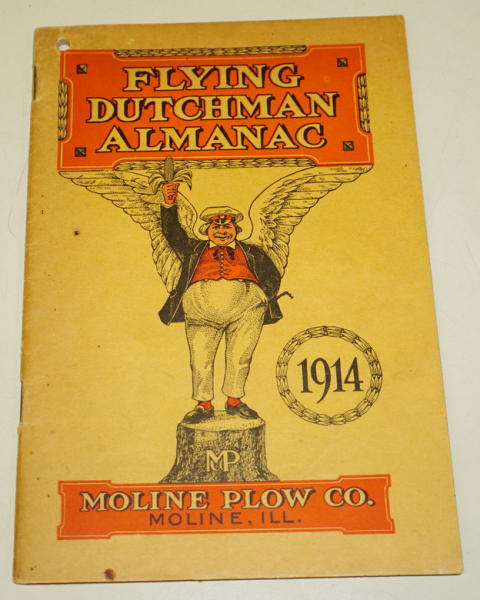 FLYING
DUTCHMAN
ALMANAC
1914
MP
MOLINE PLOW CO.
MOLINE, ILL.